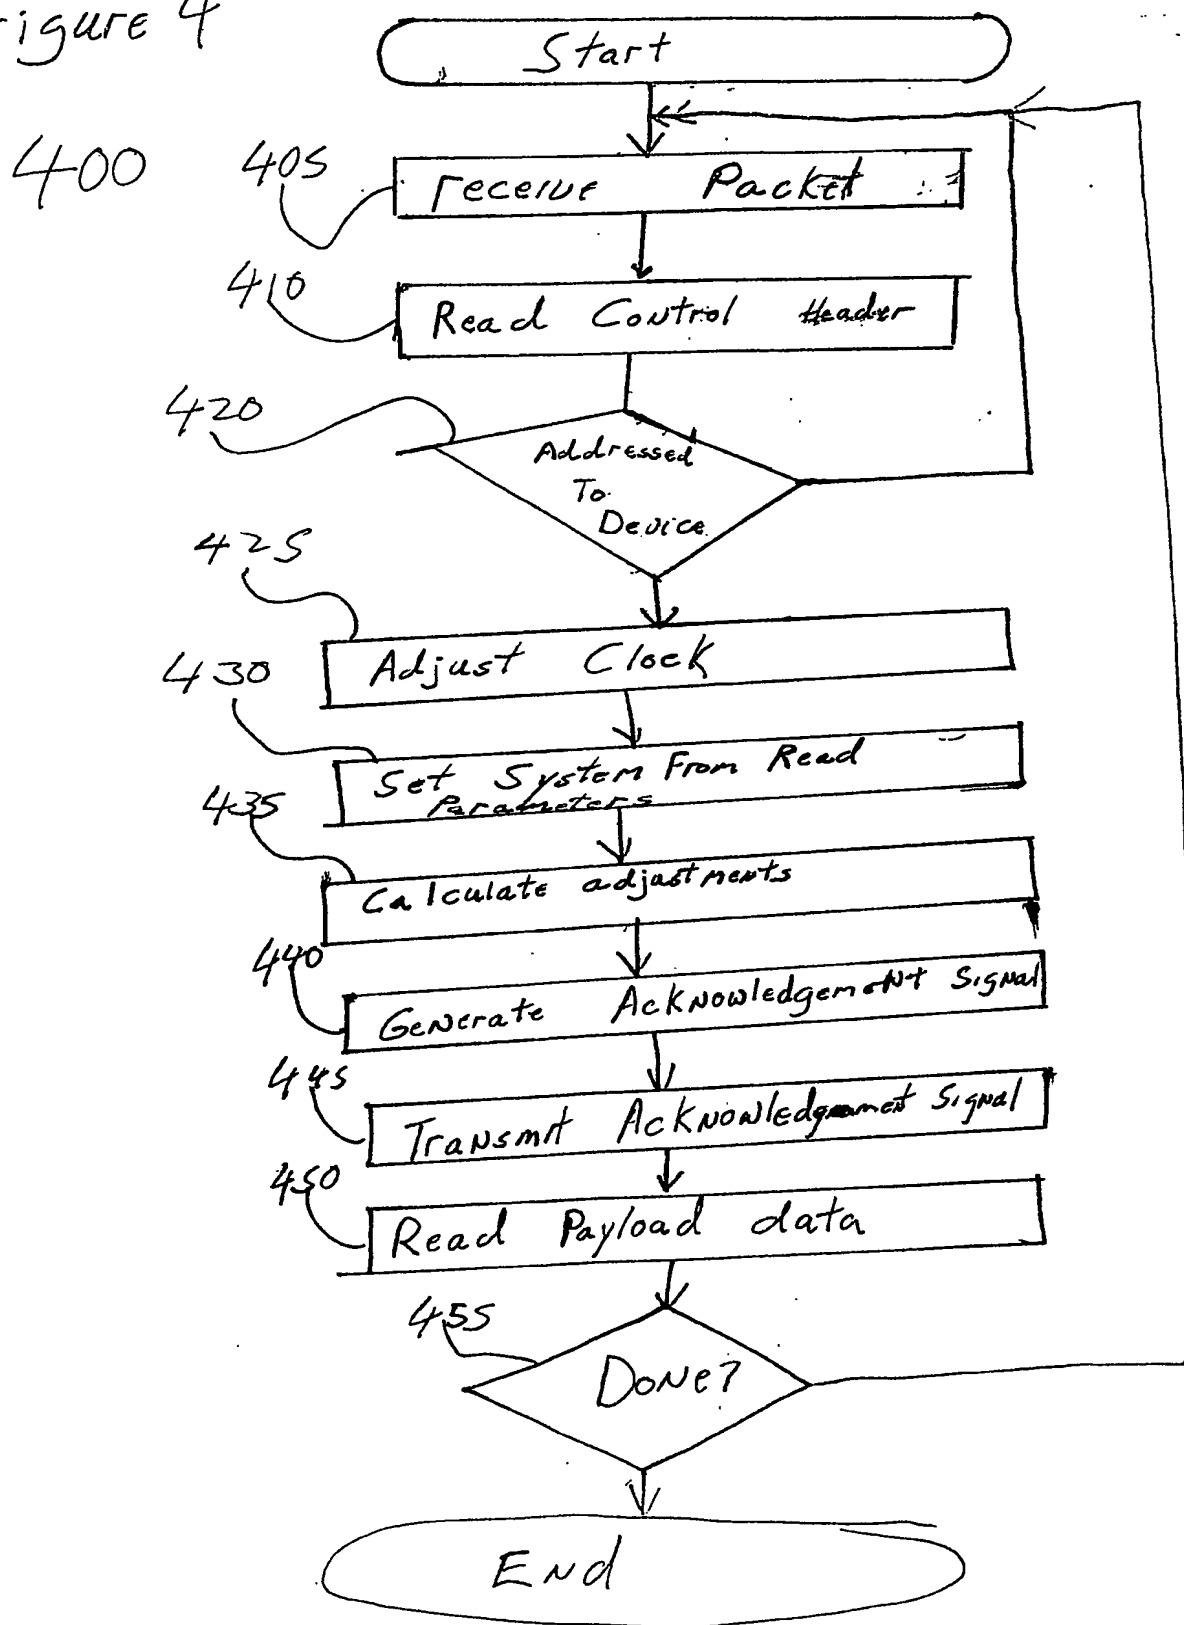 Figure 4
Start
400
405
receive Packet
410
Read Control Header
420
Addressed
To
Device
425
Adjust Clock
430
Set System From Read
Parameters
435
Calculate adjustments
440
Generate Acknowledgement Signal
445
Transmit Acknowledgement Signal
450
Read Payload data
455
Done?
End